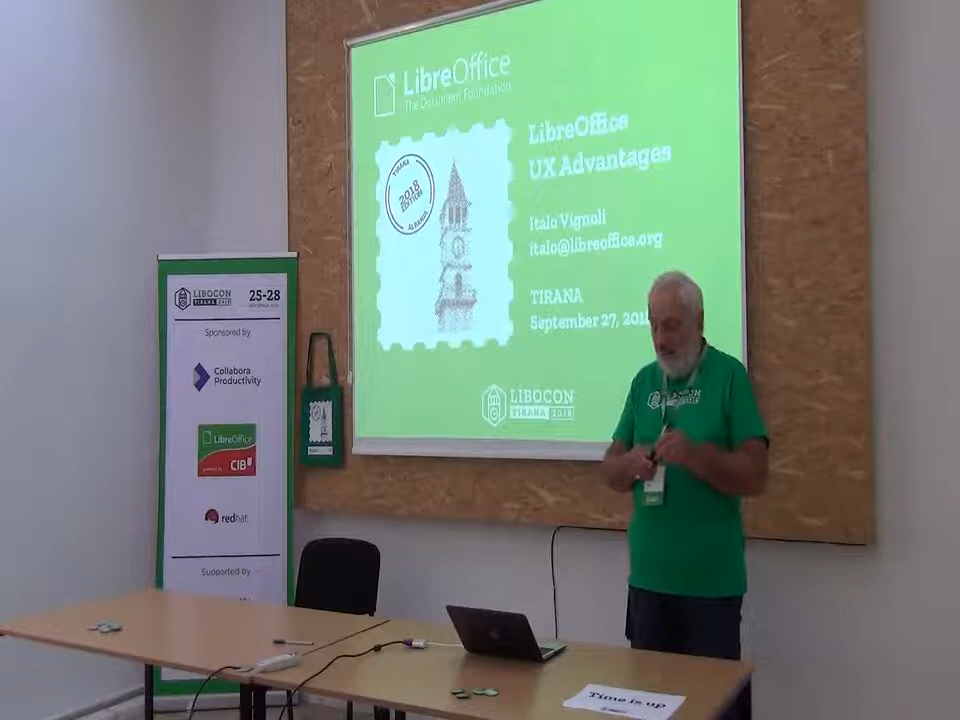 LibreOffice
The Document Foundation
LibreOffice
UX Advantages
TIRANA
2018
EDITION
ALBANIA
Italo Vignoli
italo@libreoffice.org
TIRANA
September 27, 201
LIBOCON
TIRANA 2018
LIBOCON
TIRANA 2018
25-28
Sponsored by
Collabora
Productivity
LibreOffice
CIB
redhat
Supported by
LIBOCON
Time is up